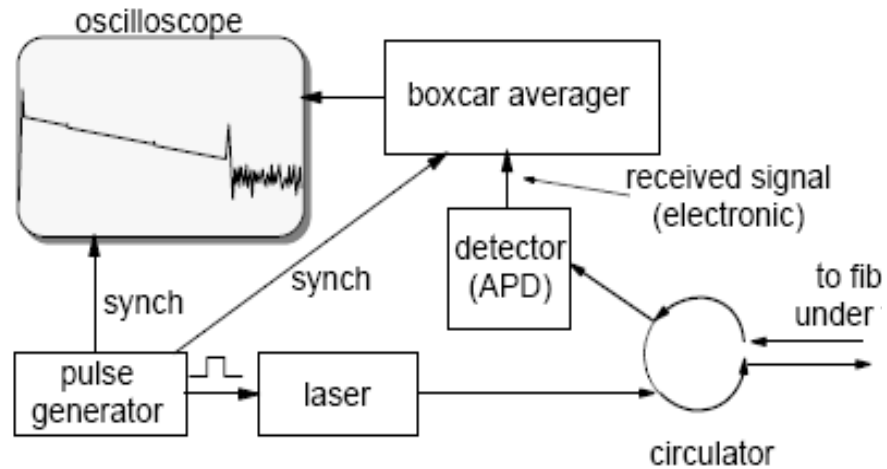 oscilloscope
boxcar averager
received signal
(electronic)
detector
(APD)
synch
synch
to fib
under
pulse
generator
laser
circulator